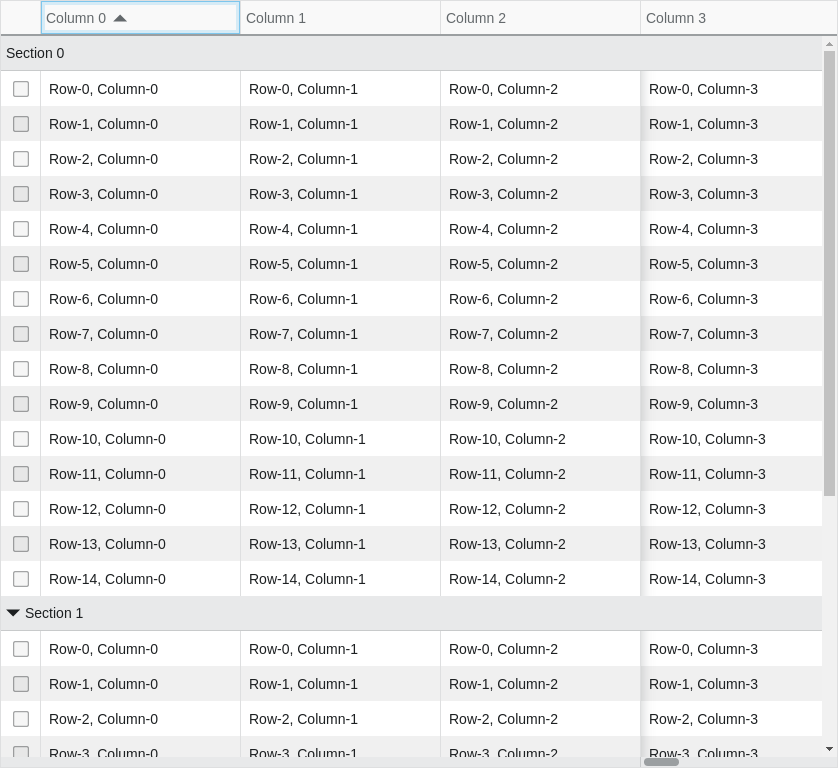 Column 0 Column 1 Column 2 Column 3
Section 0
Row-0, Column-0 Row-0, Column-1 Row-0, Column-2 Row-0, Column-3
Row-1, Column-0 Row-1, Column-1 Row-1, Column-2 Row-1, Column-3
Row-2, Column-0 Row-2, Column-1 Row-2, Column-2 Row-2, Column-3
Row-3, Column-0 Row-3, Column-1 Row-3, Column-2 Row-3, Column-3
Row-4, Column-0 Row-4, Column-1 Row-4, Column-2 Row-4, Column-3
Row-5, Column-0 Row-5, Column-1 Row-5, Column-2 Row-5, Column-3
Row-6, Column-0 Row-6, Column-1 Row-6, Column-2 Row-6, Column-3
Row-7, Column-0 Row-7, Column-1 Row-7, Column-2 Row-7, Column-3
Row-8, Column-0 Row-8, Column-1 Row-8, Column-2 Row-8, Column-3
Row-9, Column-0 Row-9, Column-1 Row-9, Column-2 Row-9, Column-3
Row-10, Column-0 Row-10, Column-1 Row-10, Column-2 Row-10, Column-3
Row-11, Column-0 Row-11, Column-1 Row-11, Column-2 Row-11, Column-3
Row-12, Column-0 Row-12, Column-1 Row-12, Column-2 Row-12, Column-3
Row-13, Column-0 Row-13, Column-1 Row-13, Column-2 Row-13, Column-3
Row-14, Column-0 Row-14, Column-1 Row-14, Column-2 Row-14, Column-3
Section 1
Row-0, Column-0 Row-0, Column-1 Row-0, Column-2 Row-0, Column-3
Row-1, Column-0 Row-1, Column-1 Row-1, Column-2 Row-1, Column-3
Row-2, Column-0 Row-2, Column-1 Row-2, Column-2 Row-2, Column-3
Row-3, Column-0 Row-3, Column-1 Row-3, Column-2 Row-3, Column-3